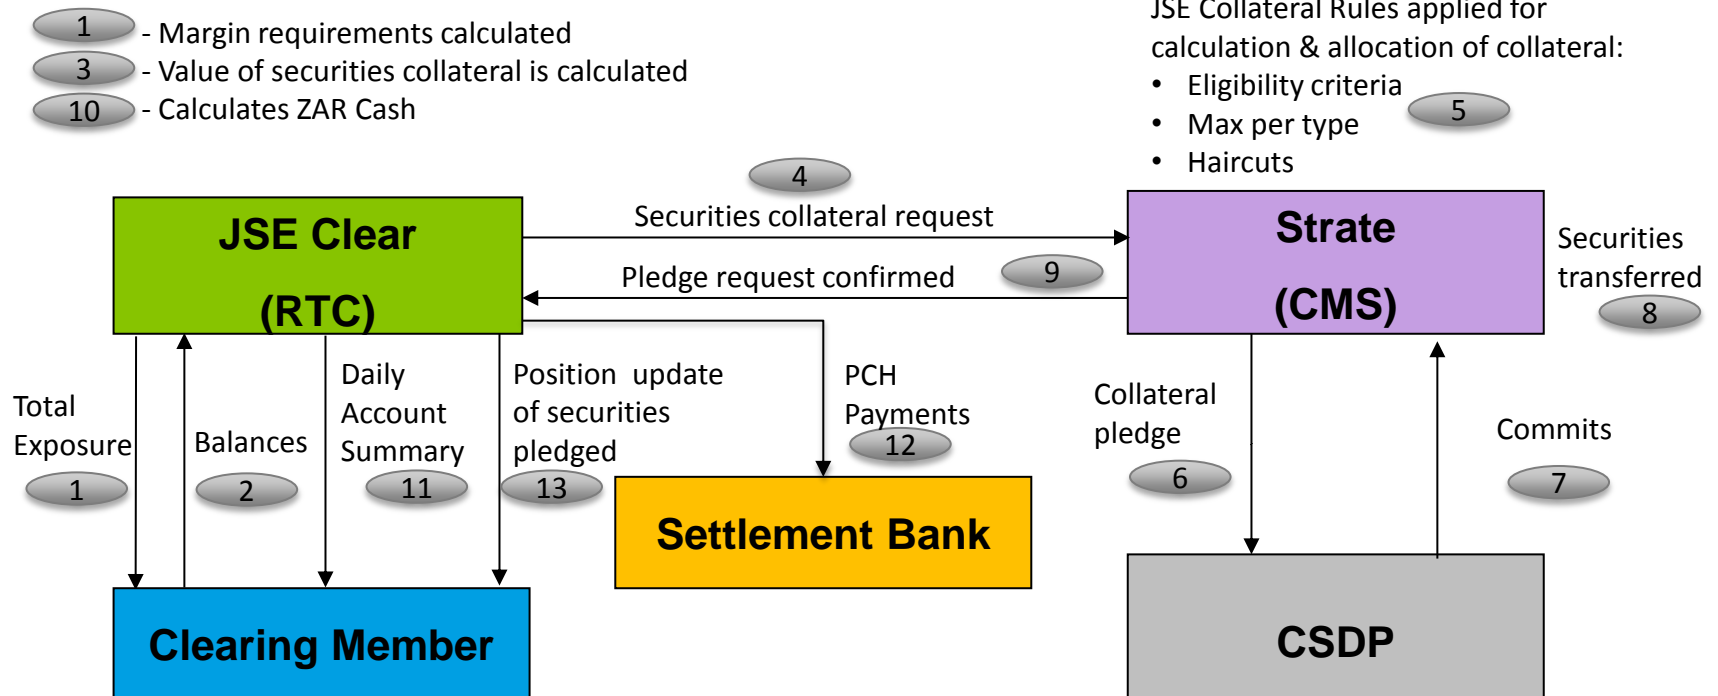 1 - Margin requirements calculated
3 - Value of securities collateral is calculated
10 - Calculates ZAR Cash
JSE Collateral Rules applied for
calculation & allocation of collateral:
• Eligibility criteria
5
• Max per type
• Haircuts
4
Securities collateral request
JSE Clear
(RTC)
Pledge request confirmed
9
Strate
(CMS)
Securities
transferred
8
Total
Exposure
1
Balances
2
Daily
Account
Summary
11
Position update
of securities
pledged
13
PCH
Payments
12
Collateral
pledge
6
Commits
7
Settlement Bank
Clearing Member
CSDP